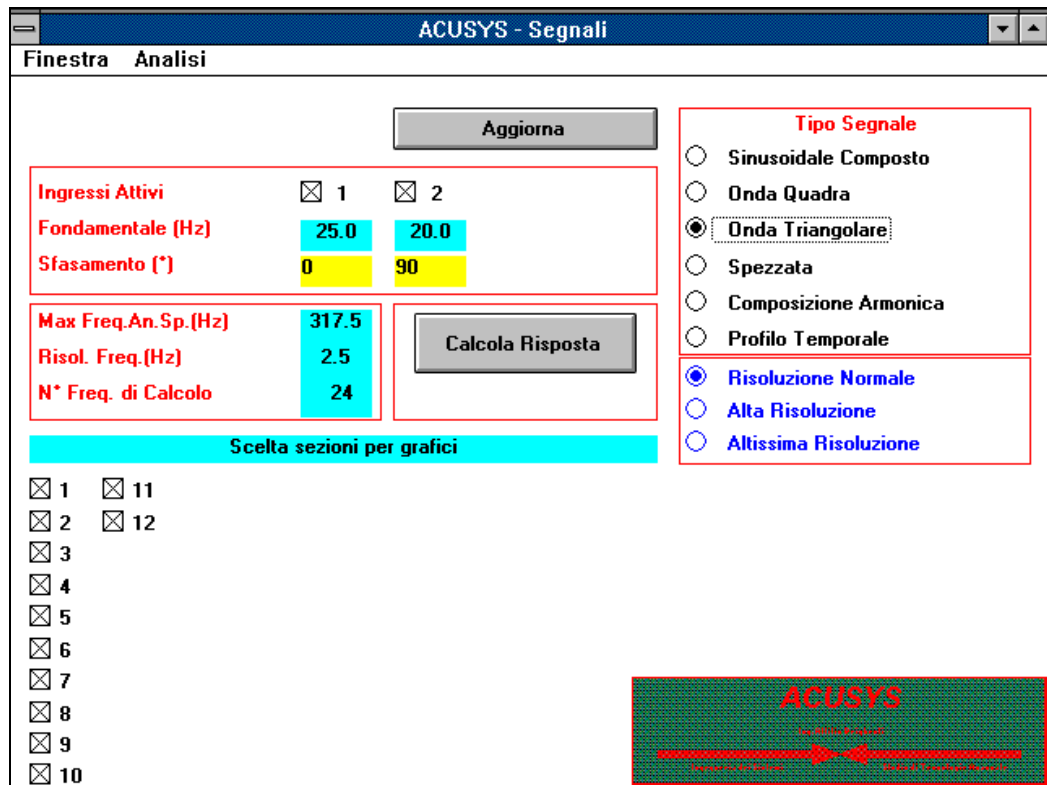 ACUSYS - Segnali
Finestra Analisi
Aggiorna
Ingressi Attivi 1 2
Fondamentale (Hz) 25.0 20.0
Sfasamento (°) 0 90
Max Freq.An.Sp.(Hz) 317.5
Risol. Freq.(Hz) 2.5
N° Freq. di Calcolo 24
Calcola Risposta
Tipo Segnale
Sinusoidale Composto
Onda Quadra
Onda Triangolare
Spezzata
Composizione Armonica
Profilo Temporale
Risoluzione Normale
Alta Risoluzione
Altissima Risoluzione
Scelta sezioni per grafici
1 11
2 12
3
4
5
6
7
8
9
10
ACUSYS